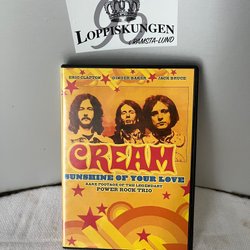 LOPPISKUNGEN
RAMSTA-LUND
ERIC CLAPTON GINGER BAKER JACK BRUCE
CREAM
SUNSHINE OF YOUR LOVE
RARE FOOTAGE OF THE LEGENDARY
POWER ROCK TRIO